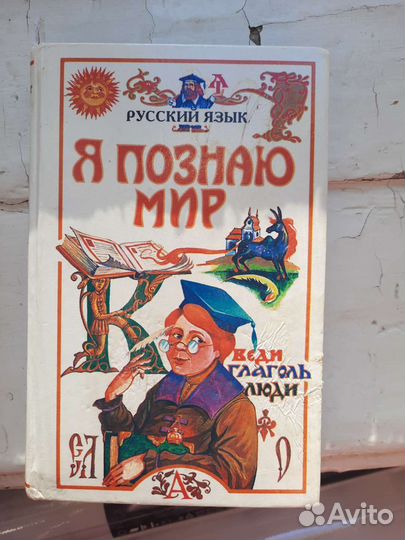 РУССКИЙ ЯЗЫК
Я ПОЗНАЮ
МИР
ВЕДИ
ГЛАГОЛЬ
ЛЮДИ
А
Avito